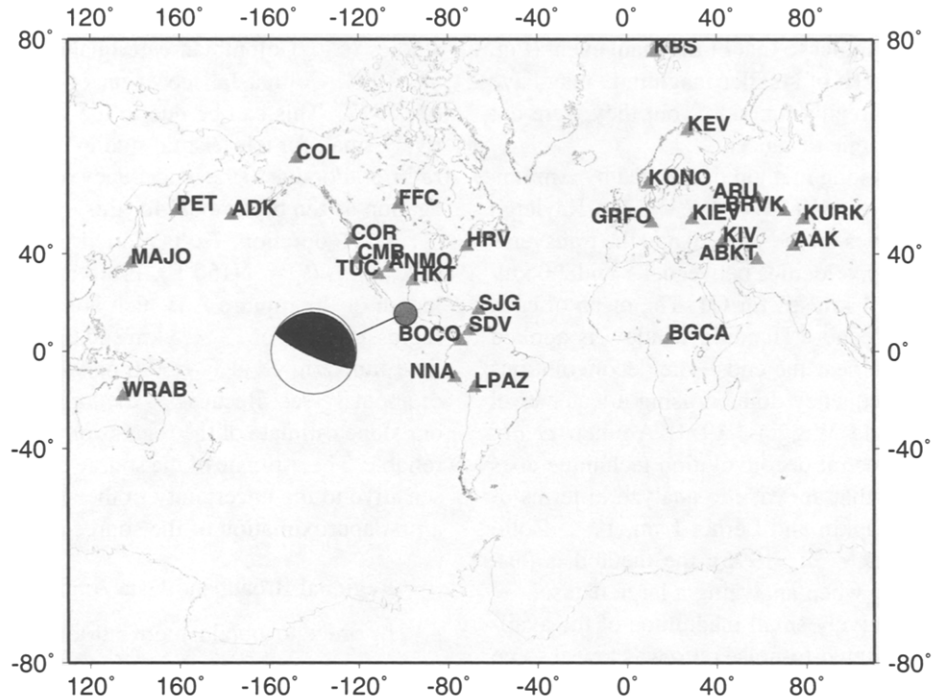 120˚ 160˚ -160˚ -120˚ -80˚ -40˚ 0˚ 40˚ 80˚
80˚ 80˚
KBS
KEV
COL
KONO
FFC
ARU
PET ADK
BRVK
GRFO KIEV KURK
COR
HRV
KIV AAK
MAJO
CMB
ANMO
ABKT
40˚ 40˚
TUC
HKT
SJG
SDV
BOCO
BGCA
0˚ 0˚
NNA
LPAZ
WRAB
-40˚ -40˚
-80˚ -80˚
120˚ 160˚ -160˚ -120˚ -80˚ -40˚ 0˚ 40˚ 80˚